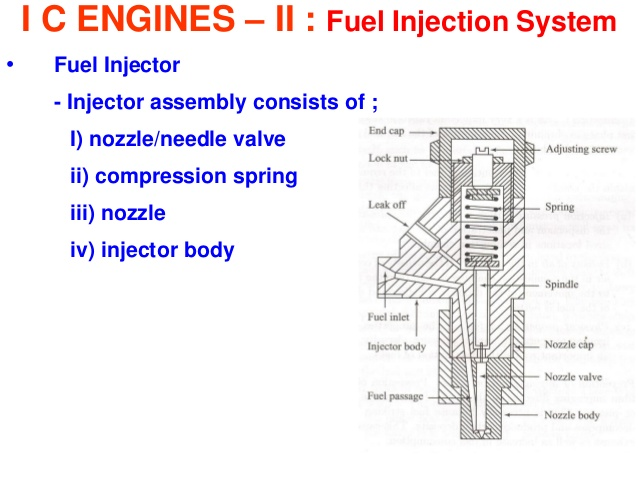 I C ENGINES – II : Fuel Injection System
• Fuel Injector
- Injector assembly consists of ;
I) nozzle/needle valve
ii) compression spring
iii) nozzle
iv) injector body
End cap
Adjusting screw
Lock nut
Leak off
Spring
Spindle
Fuel inlet
Injector body
Nozzle cap
Nozzle valve
Fuel passage
Nozzle body